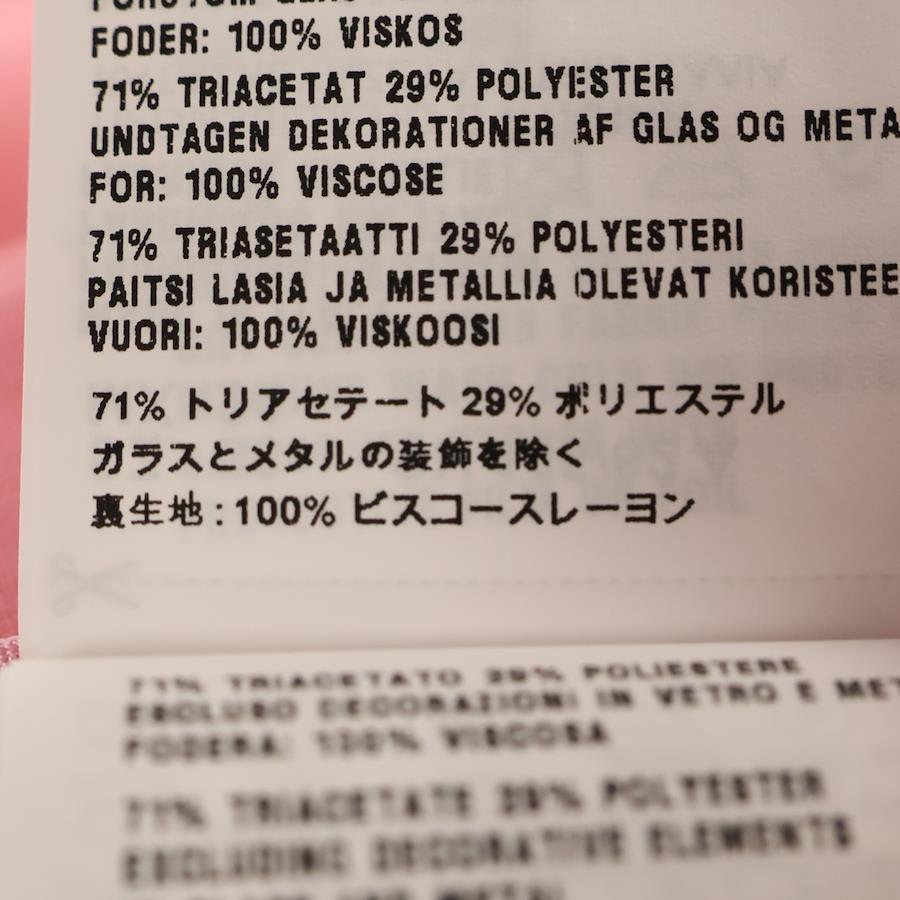 FODER: 100% VISKOS
71% TRIACETAT 29% POLYESTER
UNDTAGEN DEKORATIONER AF GLAS OG META
FOR: 100% VISCOSE
71% TRIASETAATTI 29% POLYESTERI
PAITSI LASIA JA METALLIA OLEVAT KORISTEE
VUORI: 100% VISKOOSI
71% トリアセテート 29% ポリエステル
ガラスとメタルの装飾を除く
裏生地:100% ビスコースレーヨン
71% TRIACETATO 29% POLIESTERE
ESCLUSO DECORAZIONI IN VETRO E MET
FODERA: 100% VISCOSA
71% TRIACETATE 29% POLYESTER
EXCLUDING DECORATIVE ELEMENTS